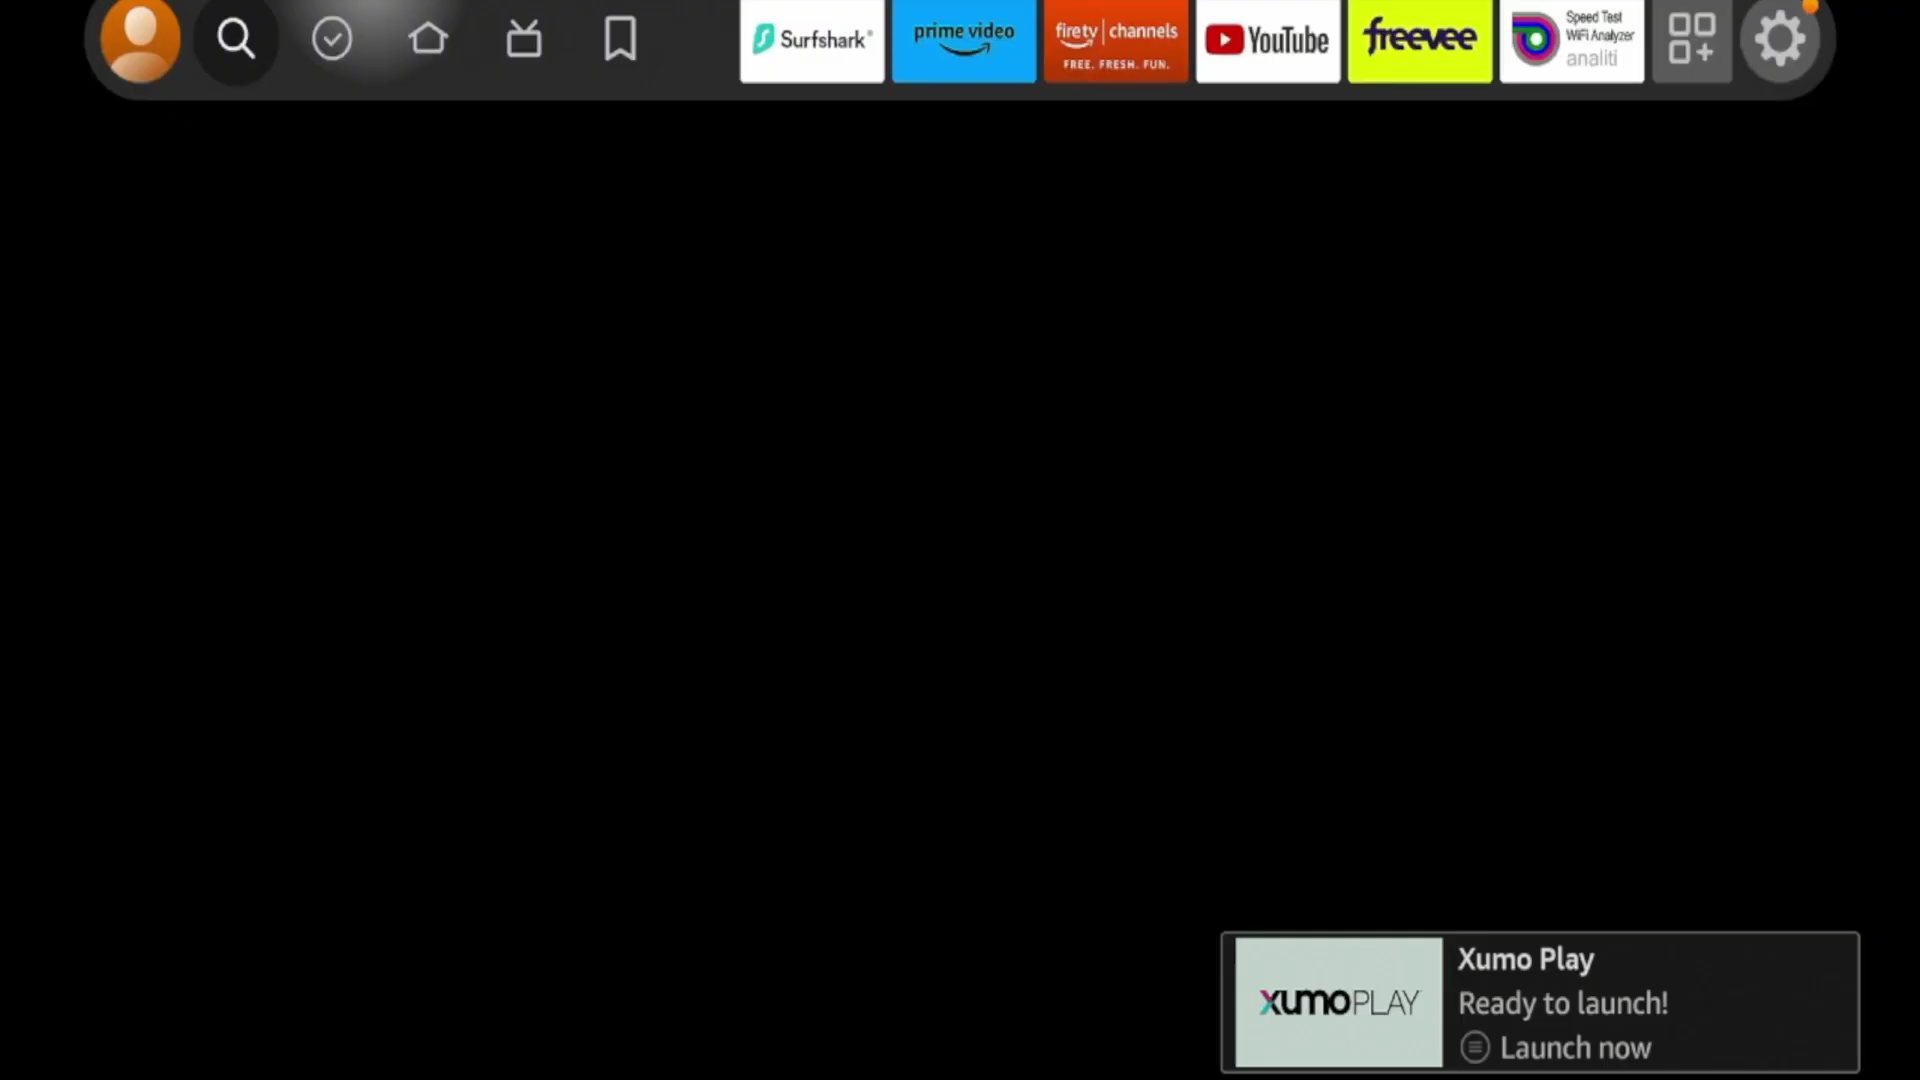 Surfshark®
prime video
firetv | channels
FREE. FRESH. FUN.
YouTube
freevee
Speed Test
WiFi Analyzer
analiti
xumo PLAY
Xumo Play
Ready to launch!
Launch now